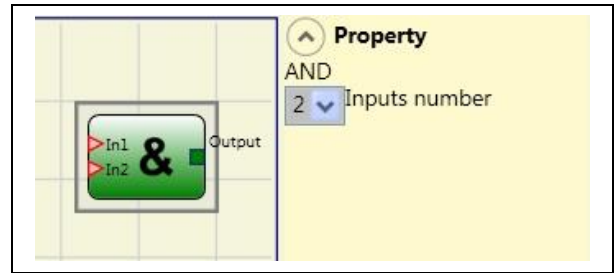 Property
AND
2 Inputs number
In1 & Output
In2